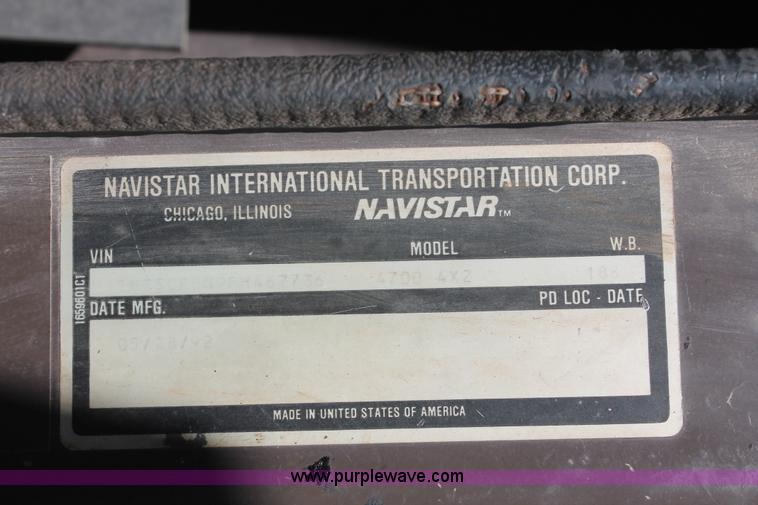 NAVISTAR INTERNATIONAL TRANSPORTATION CORP.
CHICAGO, ILLINOIS NAVISTAR™
VIN MODEL W.B.
4700 4X2
DATE MFG. PD LOC - DATE
1659601C1
MADE IN UNITED STATES OF AMERICA
www.purplewave.com